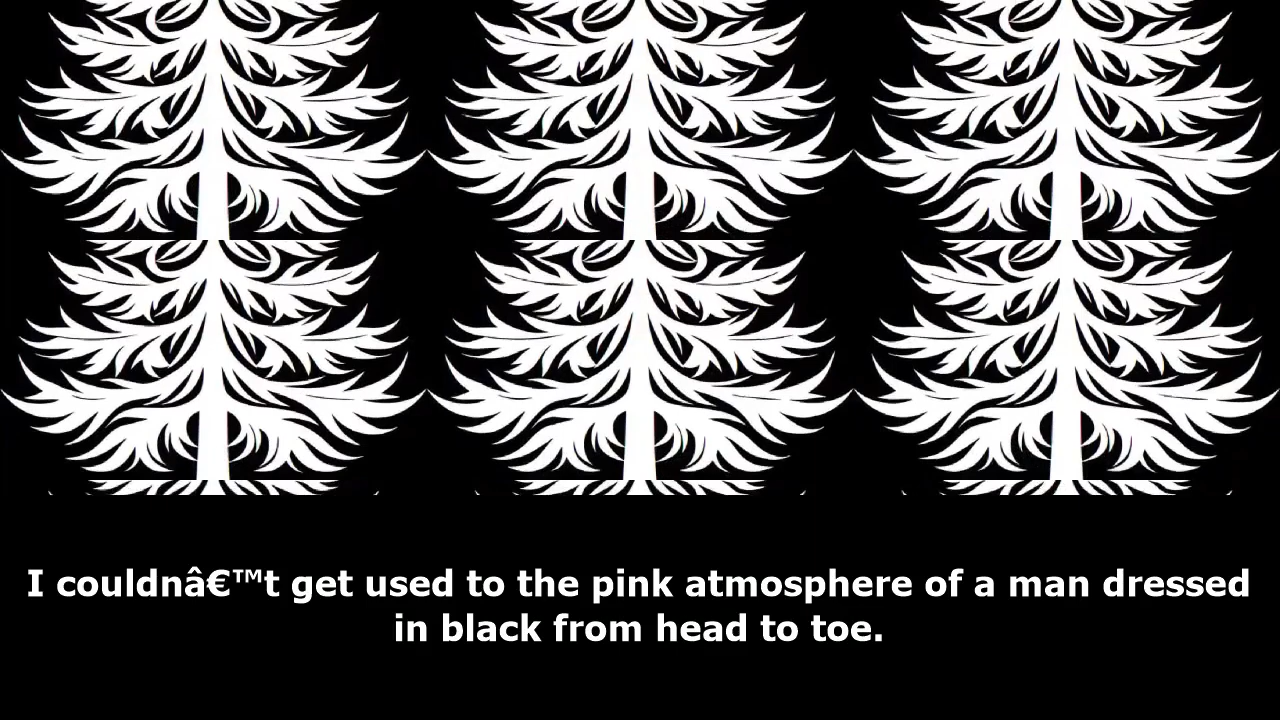 I couldnâ€™t get used to the pink atmosphere of a man dressed
in black from head to toe.